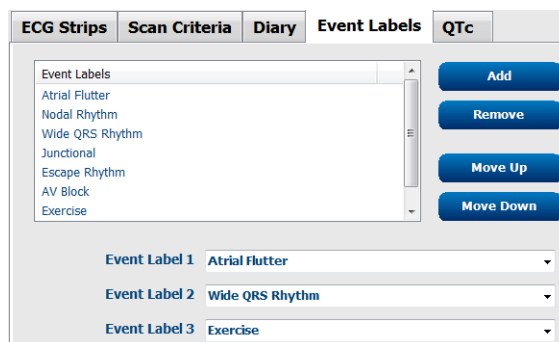 ECG Strips Scan Criteria Diary Event Labels QTc
Event Labels
Atrial Flutter
Nodal Rhythm
Wide QRS Rhythm
Junctional
Escape Rhythm
AV Block
Exercise
Add
Remove
Move Up
Move Down
Event Label 1 Atrial Flutter
Event Label 2 Wide QRS Rhythm
Event Label 3 Exercise